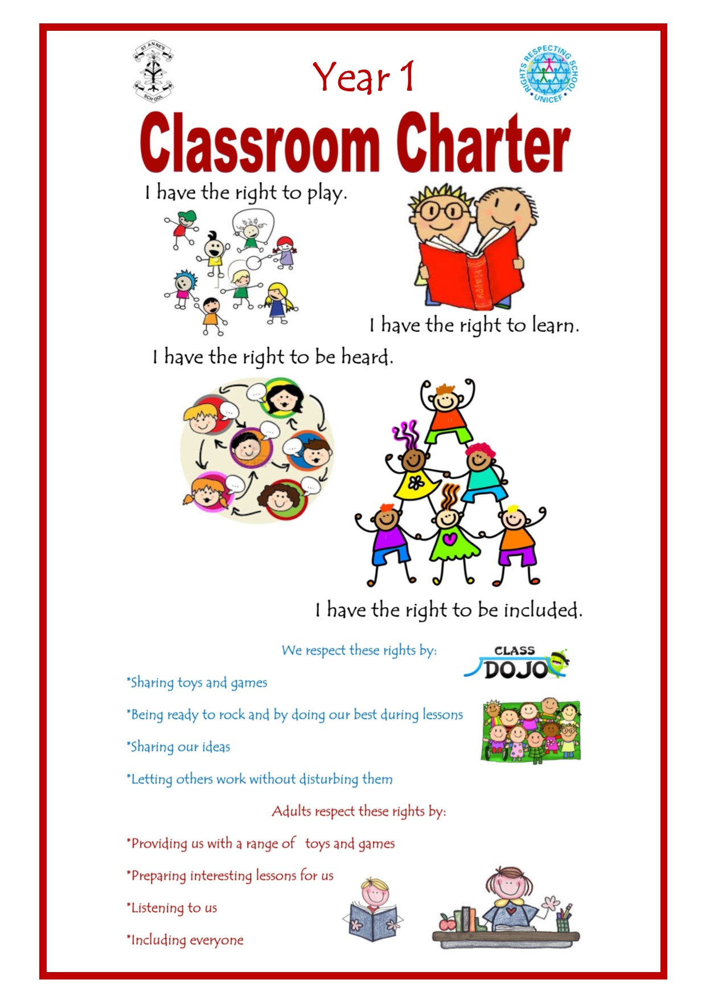 ST. ANNE'S
SCHOOL
Year 1
RIGHTS RESPECTING SCHOOL
• UNICEF •
Classroom Charter
I have the right to play.
Happy
I have the right to learn.
I have the right to be heard.
I have the right to be included.
We respect these rights by:
CLASS
DOJO
*Sharing toys and games
*Being ready to rock and by doing our best during lessons
*Sharing our ideas
*Letting others work without disturbing them
Adults respect these rights by:
*Providing us with a range of toys and games
*Preparing interesting lessons for us
*Listening to us
*Including everyone